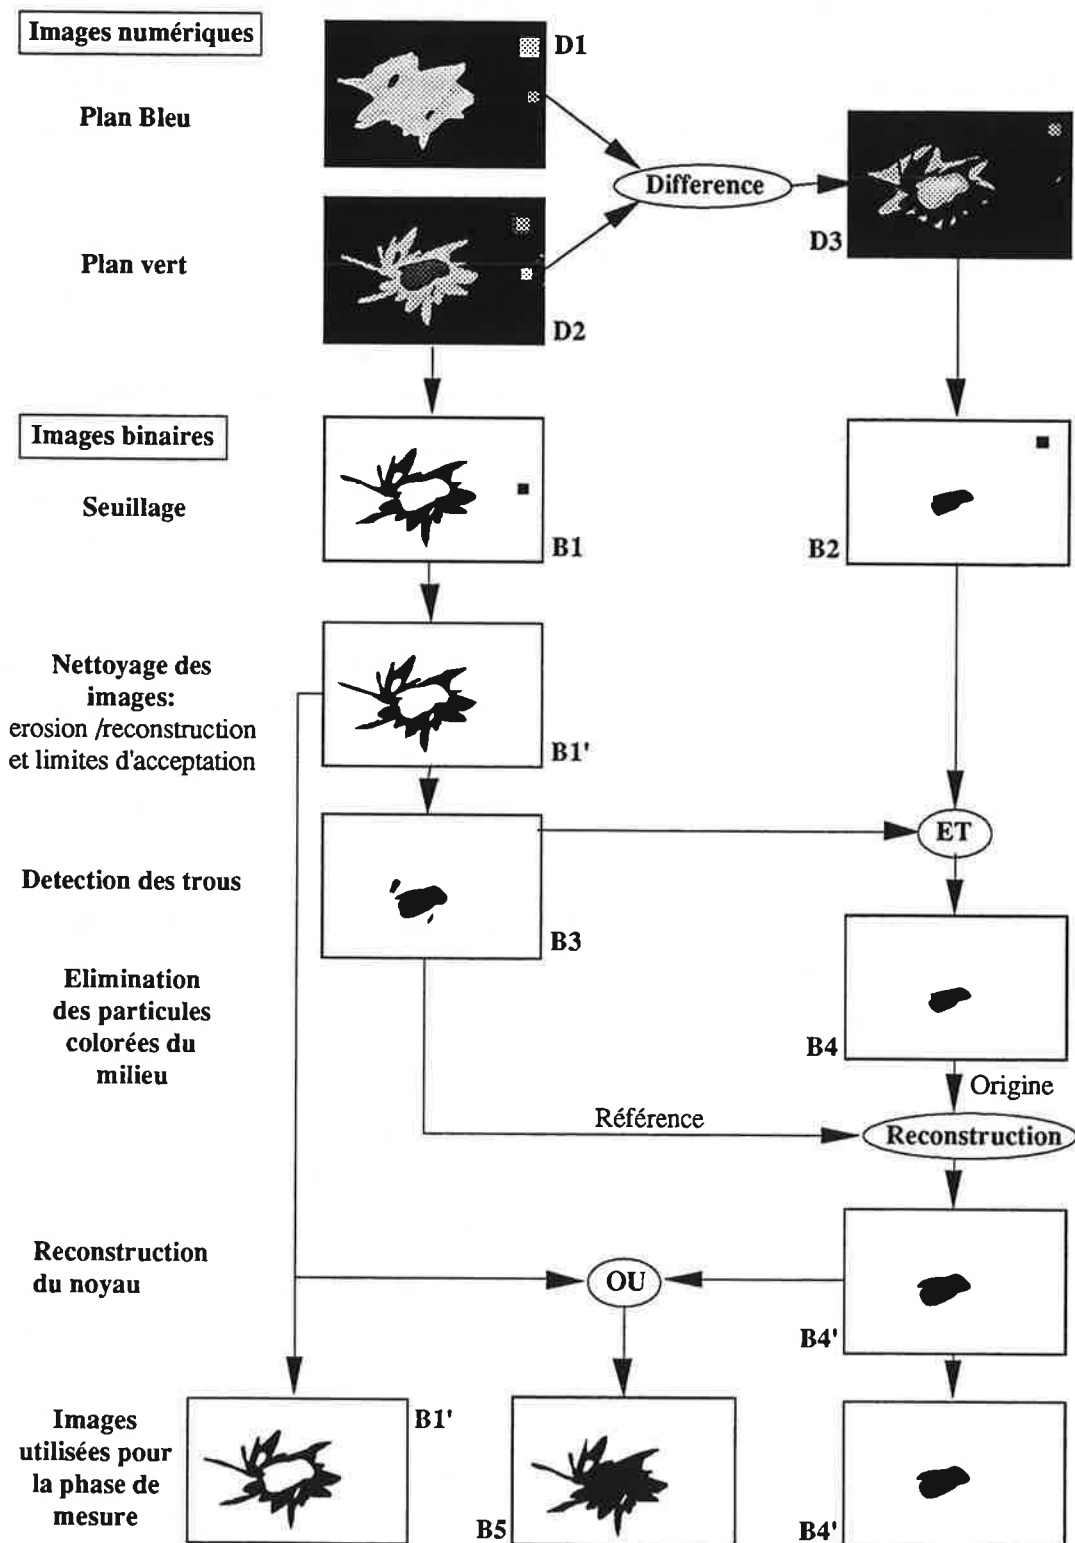 Images numériques
D1
Plan Bleu
Difference
D3
Plan vert
D2
Images binaires
Seuillage
B1
B2
Nettoyage des
images:
erosion /reconstruction
et limites d'acceptation
B1'
ET
Detection des trous
B3
Elimination
des particules
colorées du
milieu
B4
Origine
Référence
Reconstruction
Reconstruction
du noyau
OU
B4'
Images
utilisées pour
la phase de
mesure
B1'
B5
B4'